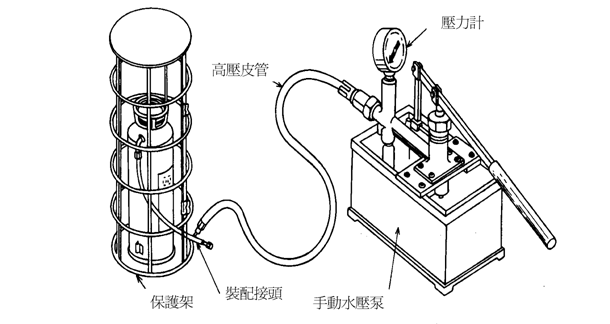 壓力計
高壓皮管
保護架
裝配接頭
手動水壓泵